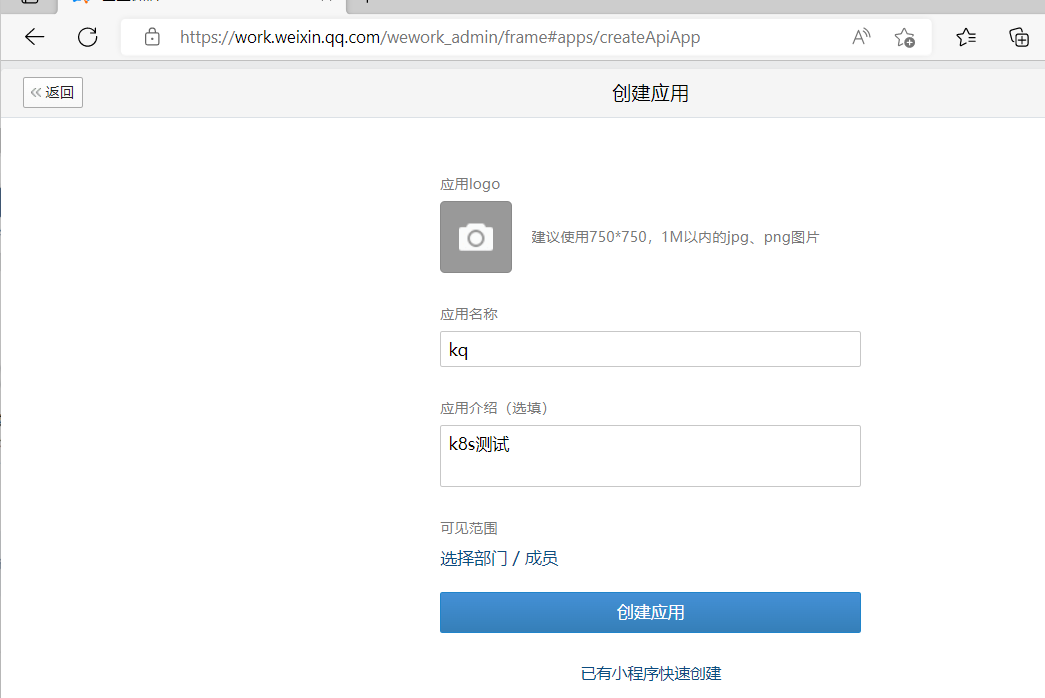 https://work.weixin.qq.com/wework_admin/frame#apps/createApiApp
返回
创建应用
应用logo
建议使用750*750，1M以内的jpg、png图片
应用名称
kq
应用介绍（选填）
k8s测试
可见范围
选择部门 / 成员
创建应用
已有小程序快速创建